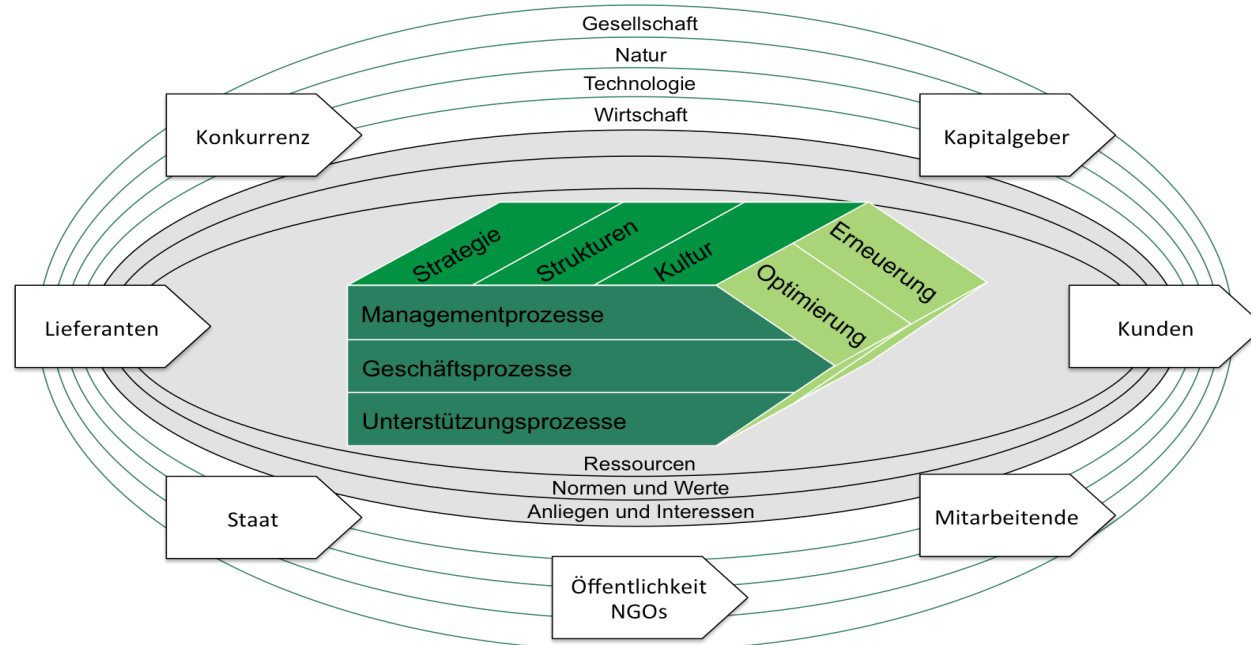 Gesellschaft
Natur
Technologie
Wirtschaft
Konkurrenz
Kapitalgeber
Strategie
Strukturen
Kultur
Erneuerung
Optimierung
Managementprozesse
Geschäftsprozesse
Unterstützungsprozesse
Lieferanten
Kunden
Ressourcen
Normen und Werte
Anliegen und Interessen
Staat
Mitarbeitende
Öffentlichkeit
NGOs